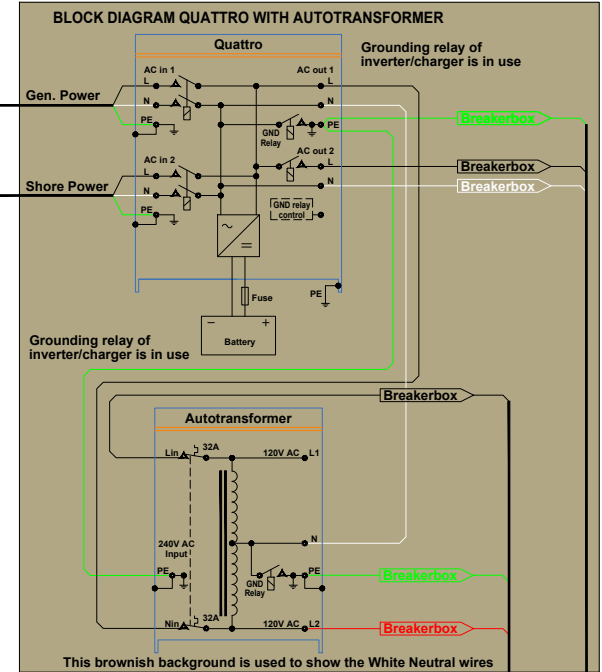 BLOCK DIAGRAM QUATTRO WITH AUTOTRANSFORMER
Quattro
Grounding relay of
inverter/charger is in use
AC in 1
AC out 1
L
L
Gen. Power
N
N
PE
PE
Breakerbox
GND
Relay
AC out 2
AC in 2
L
L
Breakerbox
Shore Power
N
N
Breakerbox
PE
GND relay
control
~
=
PE
Fuse
− +
Battery
Grounding relay of
inverter/charger is in use
Breakerbox
Autotransformer
Lin
32A
120V AC
L1
N
240V AC
Input
PE
PE
Breakerbox
GND
Relay
Nin
32A
120V AC
L2
Breakerbox
This brownish background is used to show the White Neutral wires